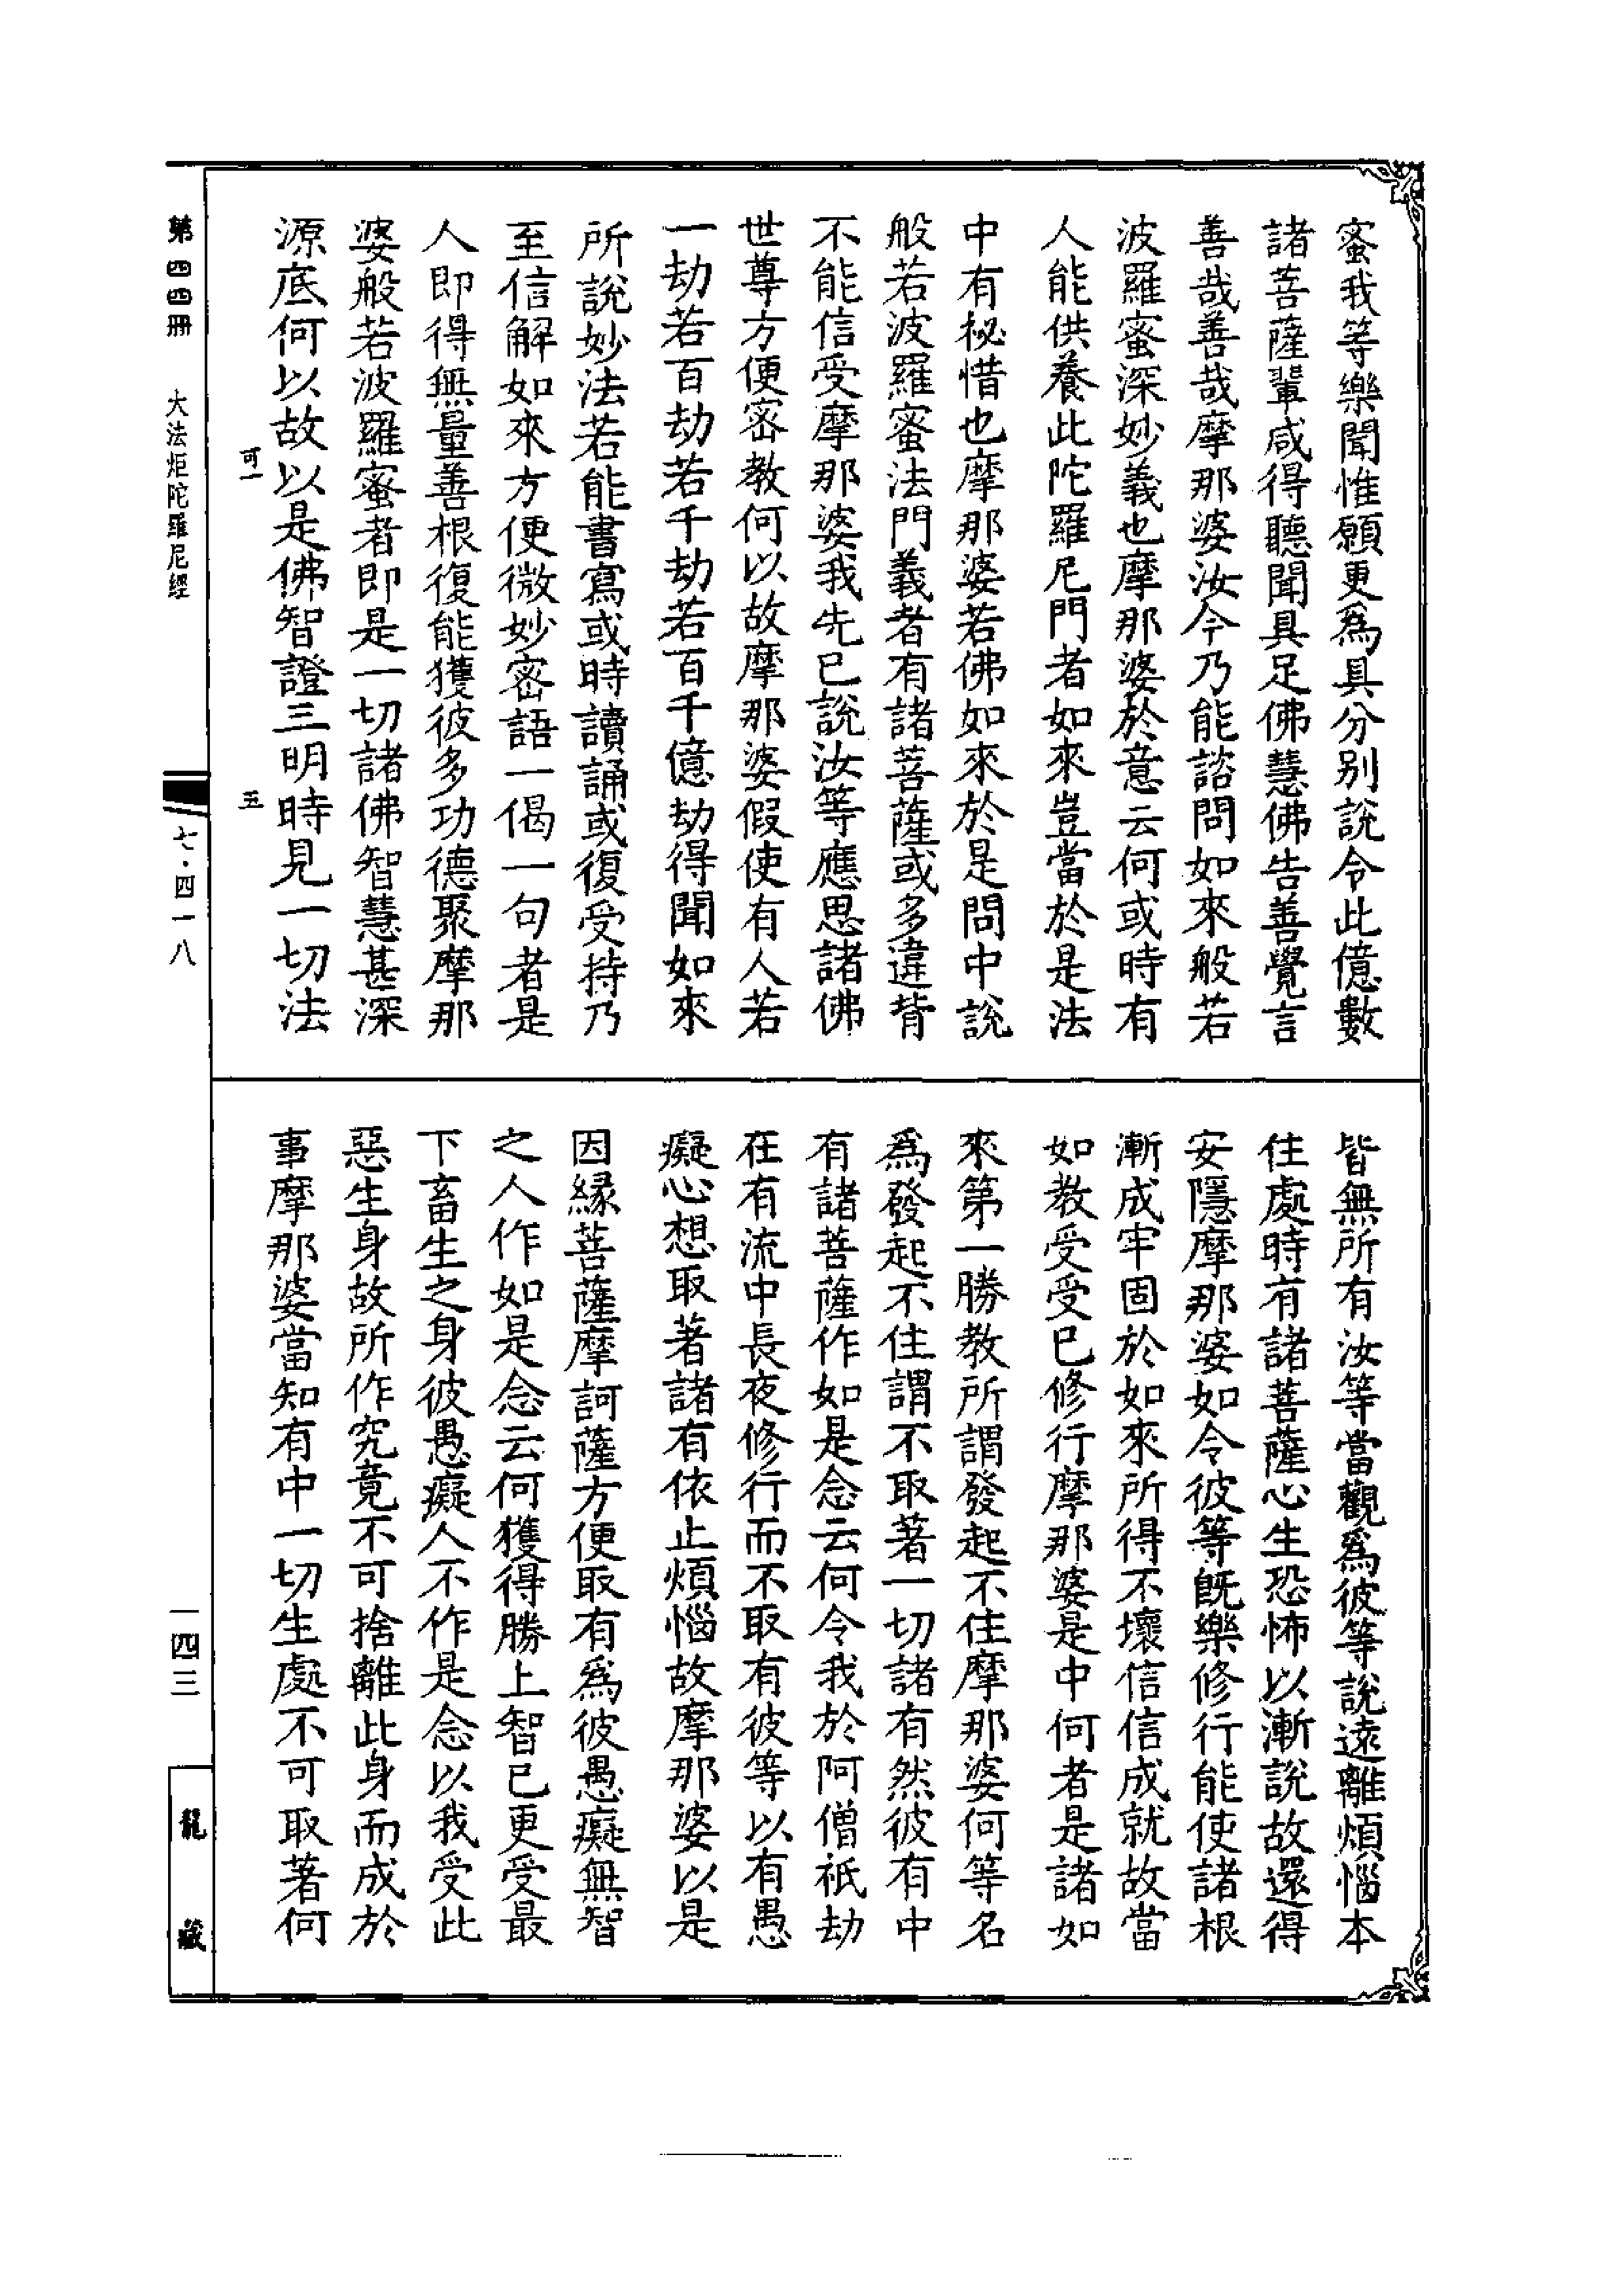 蜜我等樂聞惟願更爲具分別說令此億數
諸菩薩輩咸得聽聞具足佛慧佛告善覺言
善哉善哉摩那婆汝今乃能諮問如來般若
波羅蜜深妙義也摩那婆於意云何或時有
人能供養此陀羅尼門者如來豈當於是法
中有祕惜也摩那婆若佛如來於是問中說
般若波羅蜜法門義者有諸菩薩或多違背
不能信受摩那婆我先已說汝等應思諸佛
世尊方便密教何以故摩那婆假使有人若
一劫若百劫若千劫若百千億劫得聞如來
所說妙法若能書寫或時讀誦或復受持乃
至信解如來方便微妙密語一偈一句者是
人即得無量善根復能獲彼多功德聚摩那
婆般若波羅蜜者即是一切諸佛智慧甚深
源底何以故以是佛智證三明時見一切法
可一 五
皆無所有汝等當觀爲彼等說遠離煩惱本
住處時有諸菩薩心生恐怖以漸說故還得
安隱摩那婆如令彼等旣樂修行能使諸根
漸成牢固於如來所得不壞信信成就故當
如教受受已修行摩那婆是中何者是諸如
來第一勝教所謂發起不住摩那婆何等名
爲發起不住謂不取著一切諸有然彼有中
有諸菩薩作如是念云何令我於阿僧祇劫
在有流中長夜修行而不取有彼等以有愚
癡心想取著諸有依止煩惱故摩那婆以是
因緣菩薩摩訶薩方便取有爲彼愚癡無智
之人作如是念云何獲得勝上智已更受最
下畜生之身彼愚癡人不作是念以我受此
惡生身故所作究竟不可捨離此身而成於
事摩那婆當知有中一切生處不可取著何
第四四冊 大法炬陀羅尼經
七·四一八
一四三
龍藏